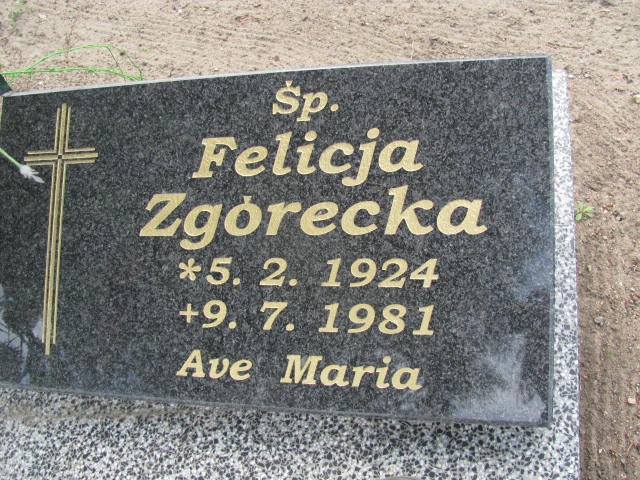 Śp.
Felicja
Zgórecka
*5. 2. 1924
+9. 7. 1981
Ave Maria